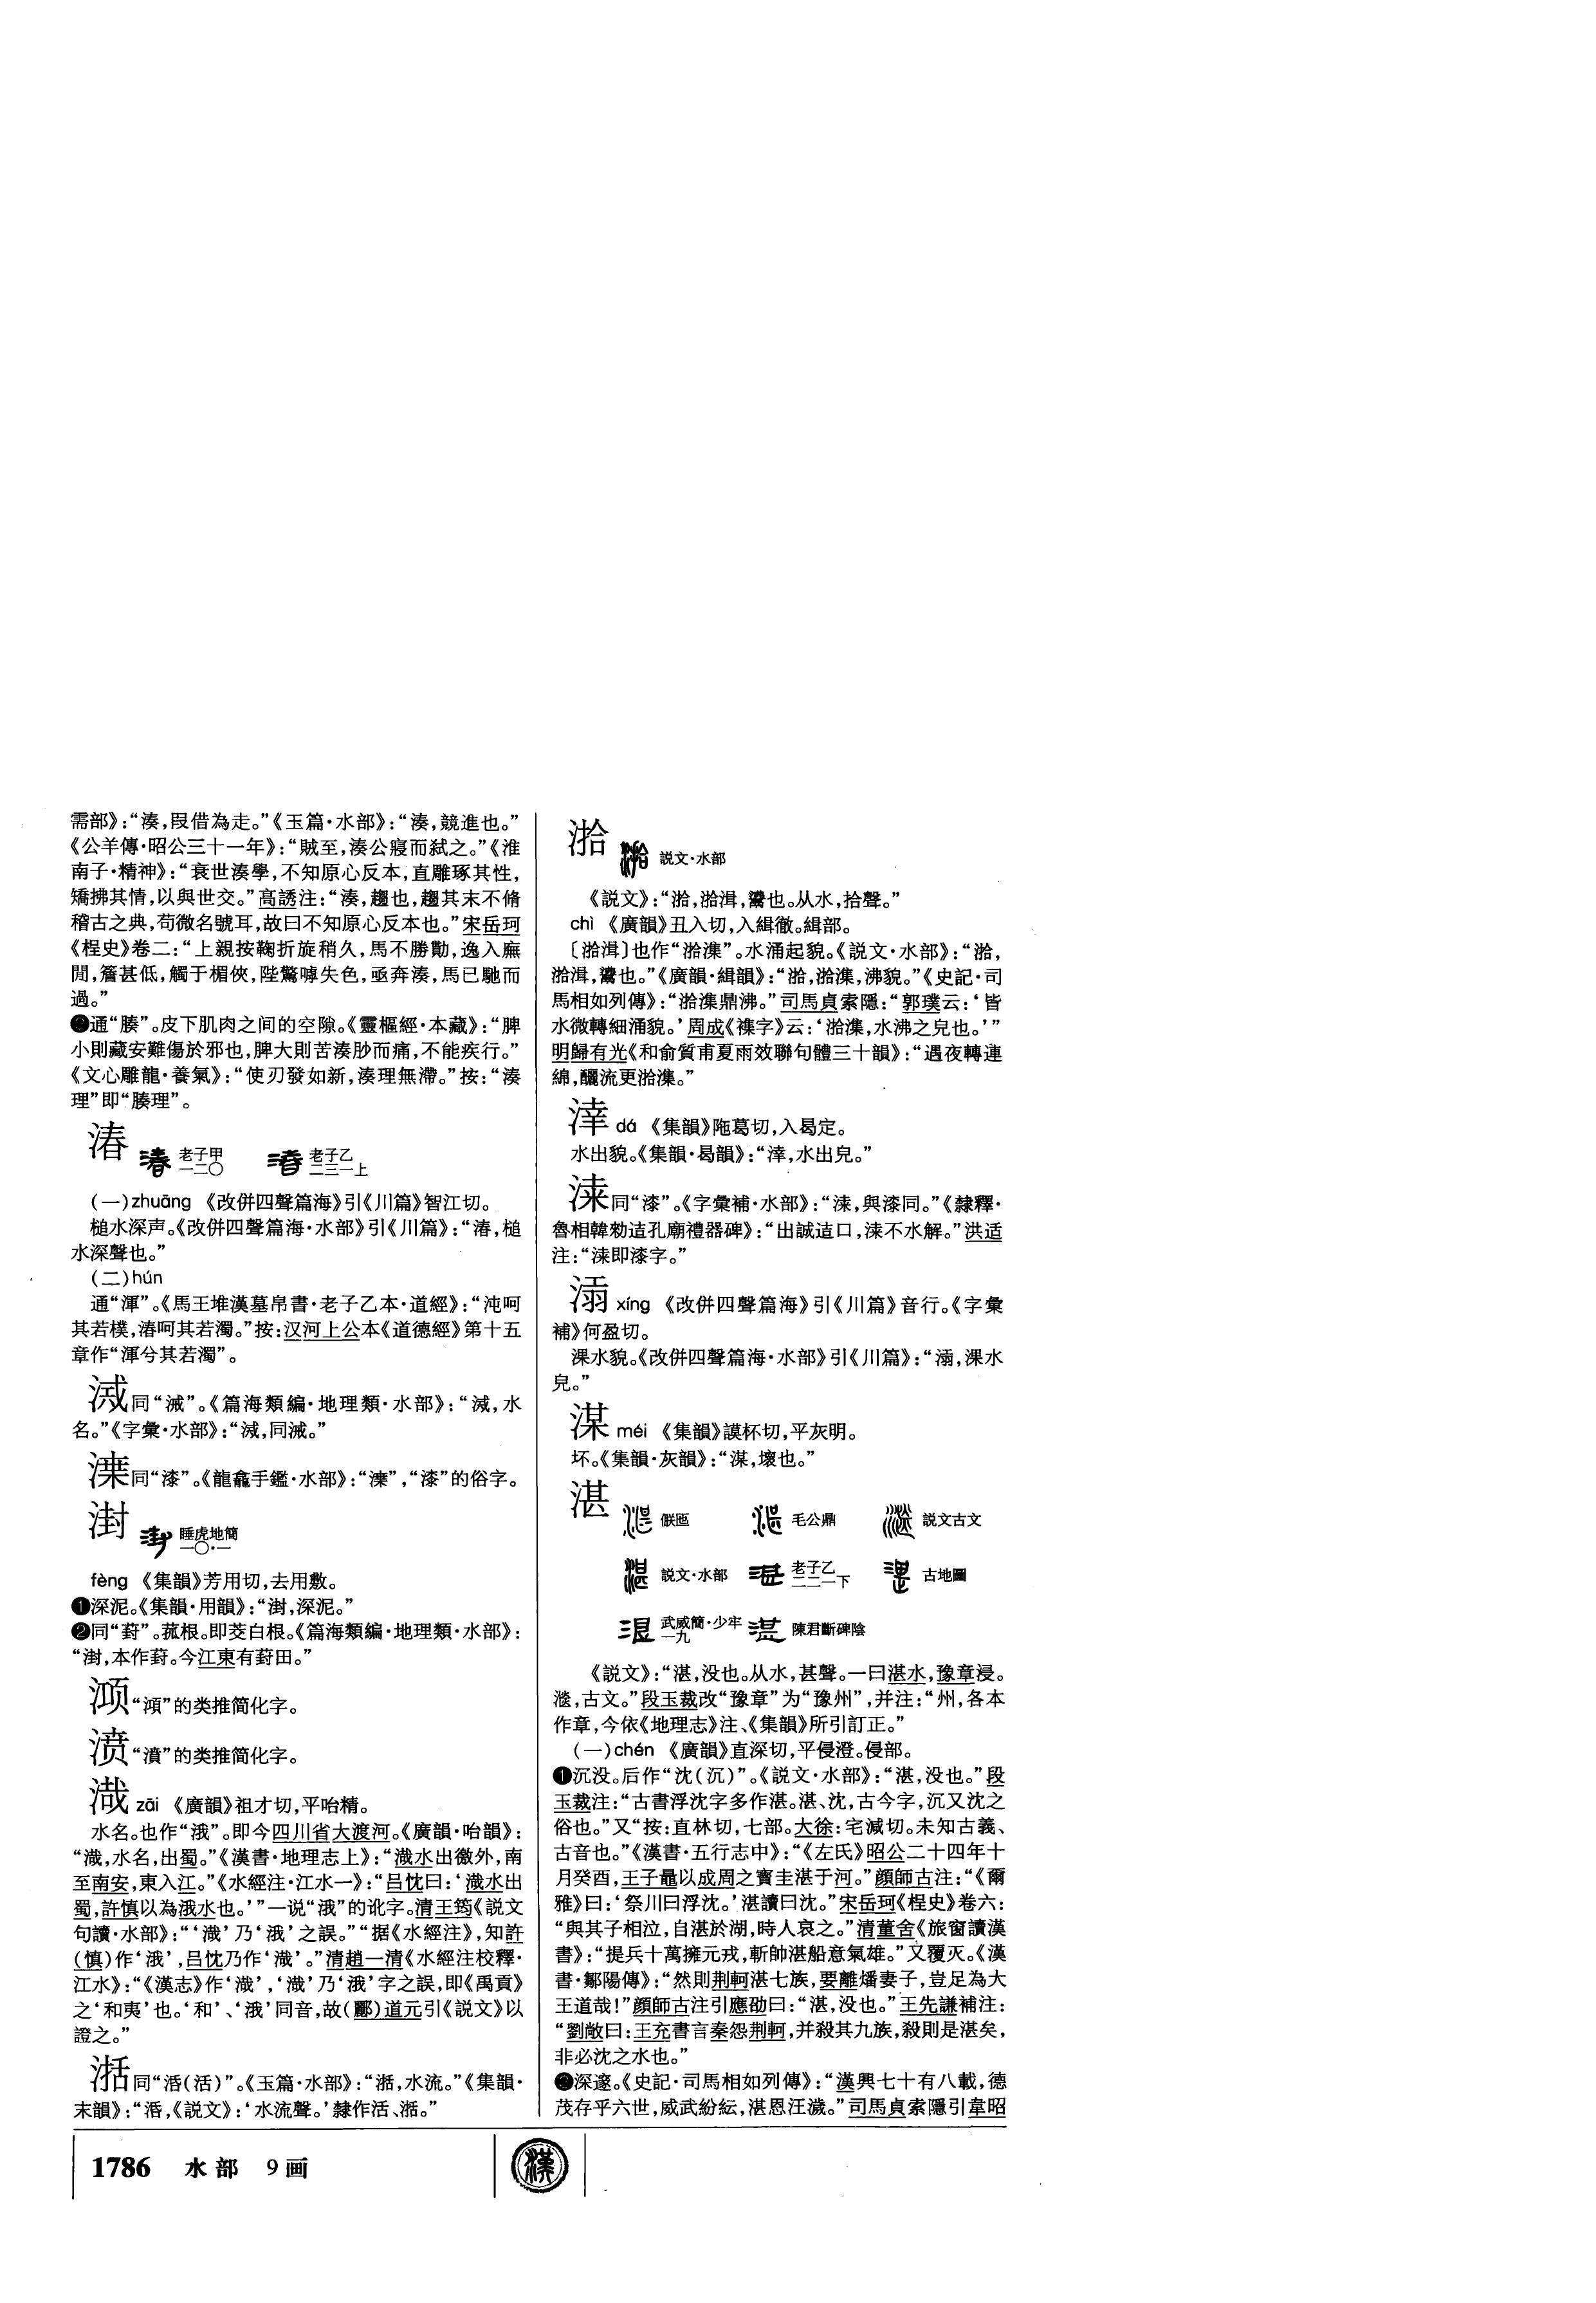 需部》：“湊，叚借為走。”《玉篇·水部》：“湊，競進也。”
《公羊傳·昭公三十一年》：“賊至，湊公寢而弑之。”《淮
南子·精神》：“衰世湊學，不知原心反本，直雕琢其性，
矯拂其情，以與世交。”高誘注：“湊，趨也，趨其末不脩
稽古之典，苟微名號耳，故曰不知原心反本也。”宋岳珂
《桯史》卷二：“上親按鞠折旋稍久，馬不勝勩，逸入廡
間，簷甚低，觸于楣俠，陛驚嘑失色，亟奔湊，馬已馳而
過。”
❸通“腠”。皮下肌肉之间的空隙。《靈樞經·本藏》：“脾
小則藏安難傷於邪也，脾大則苦湊䏚而痛，不能疾行。”
《文心雕龍·養氣》：“使刃發如新，湊理無滯。”按：“湊
理”即“腠理”。
湷 老子甲一二〇 老子乙二三一上
（一）zhuāng 《改併四聲篇海》引《川篇》智江切。
槌水深声。《改併四聲篇海·水部》引《川篇》：“湷，槌
水深聲也。”
（二）hún
通“渾”。《馬王堆漢墓帛書·老子乙本·道經》：“沌呵
其若樸，湷呵其若濁。”按：汉河上公本《道德經》第十五
章作“渾兮其若濁”。
同“㳦”。《篇海類編·地理類·水部》：
名。”《字彙·水部》：
同“漆”。《龍龕手鑑·水部》：“漆”的俗字。
湗 睡虎地簡一〇·一
fèng 《集韻》芳用切，去用敷。
❶深泥。《集韻·用韻》：“湗，深泥。”
❷同“葑”。菰根。即茭白根。《篇海類編·地理類·水部》：
“湗，本作葑。今江東有葑田。”
㴋“澒”的类推简化字。
“濆”的类推简化字。
渽 zāi 《廣韻》祖才切，平咍精。
水名。也作“涐”。即今四川省大渡河。《廣韻·咍韻》：
“渽，水名，出蜀。”《漢書·地理志上》：“渽水出徼外，南
至南安，東入江。”《水經注·江水一》：“吕忱曰：‘渽水出
蜀，許慎以為涐水也。’”一说“涐”的讹字。清王筠《説文
句讀·水部》：“‘渽’乃‘涐’之誤。”“据《水經注》，知許
（慎）作‘涐’，吕忱乃作‘渽’。”清趙一清《水經注校釋·
江水》：“《漢志》作‘渽’，‘渽’乃‘涐’字之誤，即《禹貢》
之‘和夷’也。‘和’、‘涐’同音，故（酈）道元引《説文》以
證之。”
湉同“𣴠（活）”。《玉篇·水部》：
末韻》：“《説文》：‘水流聲。’隸作活、
1786 水部 9画
漢
湁 説文·水部
《説文》：“湁，湁湒，鬵也。从水，拾聲。”
chì 《廣韻》丑入切，入緝徹。緝部。
〔湁湒〕也作“湁潗”。水涌起貌。《説文·水部》：“湁，
湁湒，鬵也。”《廣韻·緝韻》：“湁，湁潗，沸貌。”《史記·司
馬相如列傳》：“湁潗鼎沸。”司馬貞索隱：“郭璞云：‘皆
水微轉細涌貌。’周成《襍字》云：‘湁潗，水沸之皃也。’”
明歸有光《和俞質甫夏雨效聯句體三十韻》：“遇夜轉連
綿，釃流更湁潗。”
㳴 dá 《集韻》陁葛切，入曷定。
水出貌。《集韻·曷韻》：“水出皃。”
同“漆”。《字彙補·水部》：“與漆同。”《隸釋·
魯相韓勑造孔廟禮器碑》：“出誠造口，不水解。”洪适
注：“即漆字。”
xíng 《改併四聲篇海》引《川篇》音行。《字彙
補》何盈切。
淉水貌。《改併四聲篇海·水部》引《川篇》：“淉水
皃。”
湈 méi 《集韻》謨杯切，平灰明。
坏。《集韻·灰韻》：“湈，壞也。”
湛 㑞匜 毛公鼎 説文古文
説文·水部 老子乙二二一下 古地圖
武威簡·少牢一九 陳君斷碑陰
《説文》：“湛，没也。从水，甚聲。一曰湛水，豫章浸。
古文。”段玉裁改“豫章”为“豫州”，并注：“州，各本
作章，今依《地理志》注、《集韻》所引訂正。”
（一）chén 《廣韻》直深切，平侵澄。侵部。
❶沉没。后作“沈（沉）”。《説文·水部》：“湛，没也。”段
玉裁注：“古書浮沈字多作湛。湛、沈，古今字，沉又沈之
俗也。”又“按：直林切，七部。大徐：宅減切。未知古義、
古音也。”《漢書·五行志中》：“《左氏》昭公二十四年十
月癸酉，王子鼂以成周之寶圭湛于河。”顔師古注：“《爾
雅》曰：‘祭川曰浮沈。’湛讀曰沈。”宋岳珂《桯史》卷六：
“與其子相泣，自湛於湖，時人哀之。”清董舍《旅窗讀漢
書》：“提兵十萬擁元戎，斬帥湛船意氣雄。”又覆灭。《漢
書·鄒陽傳》：“然則荆軻湛七族，要離燔妻子，豈足為大
王道哉！”顔師古注引應劭曰：“湛，没也。”王先謙補注：
“劉敞曰：王充書言秦怨荆軻，并殺其九族，殺則是湛矣，
非必沈之水也。”
❷深邃。《史記·司馬相如列傳》：“漢興七十有八載，德
茂存乎六世，威武紛紜，湛恩汪濊。”司馬貞索隱引韋昭